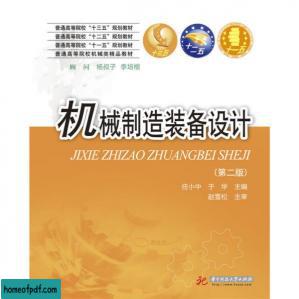 普通高等院校"十三五"规划教材
普通高等院校"十二五"规划教材
普通高等院校"十一五"规划教材
普通高等院校机械类精品教材
顾 问 杨叔子 李培根
机械制造装备设计
JIXIE ZHIZAO ZHUANGBEI SHEJI
(第二版)
任小中 于 华 主编
赵雪松 主审
homeofpdf.com
homeofpdf.com